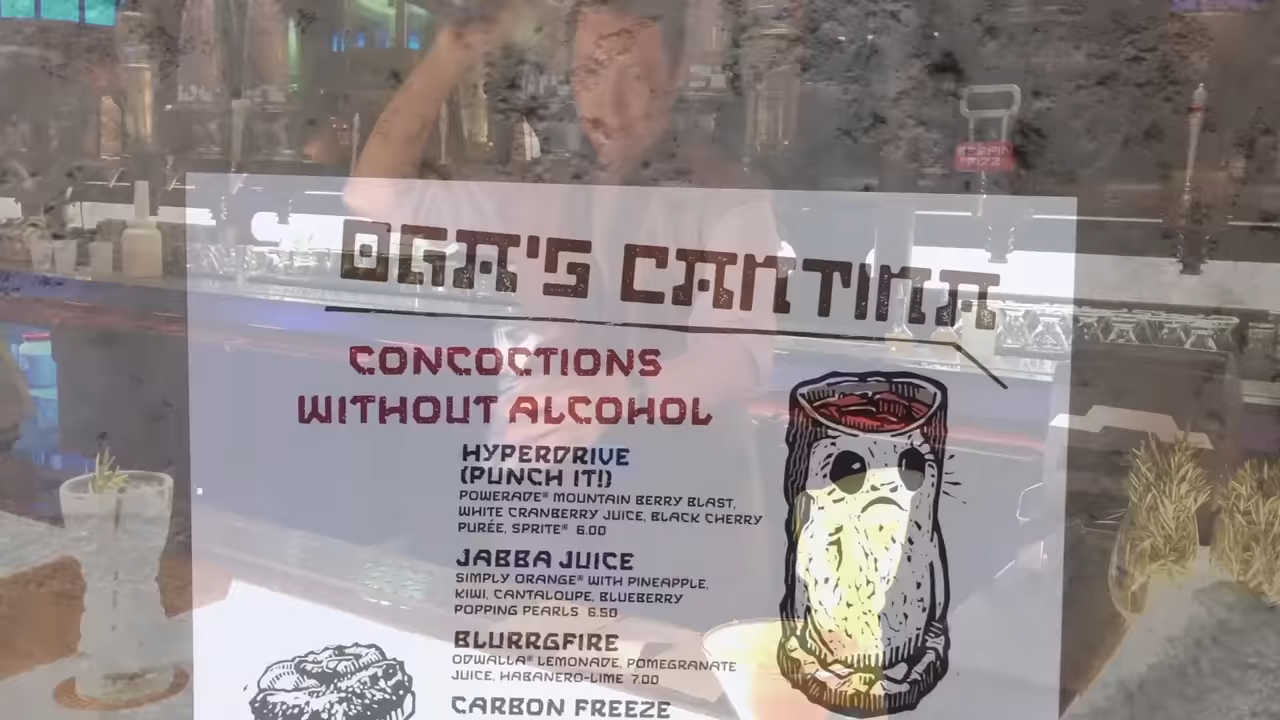 OGA'S CANTINA
CONCOCTIONS
WITHOUT ALCOHOL
HYPERDRIVE
(PUNCH IT!)
POWERADE® MOUNTAIN BERRY BLAST,
WHITE CRANBERRY JUICE, BLACK CHERRY
PURÉE, SPRITE® 6.00
JABBA JUICE
SIMPLY ORANGE® WITH PINEAPPLE,
KIWI, CANTALOUPE, BLUEBERRY
POPPING PEARLS 6.50
BLURRGFIRE
ODWALLA® LEMONADE, POMEGRANATE
JUICE, HABANERO-LIME 7.00
CARBON FREEZE